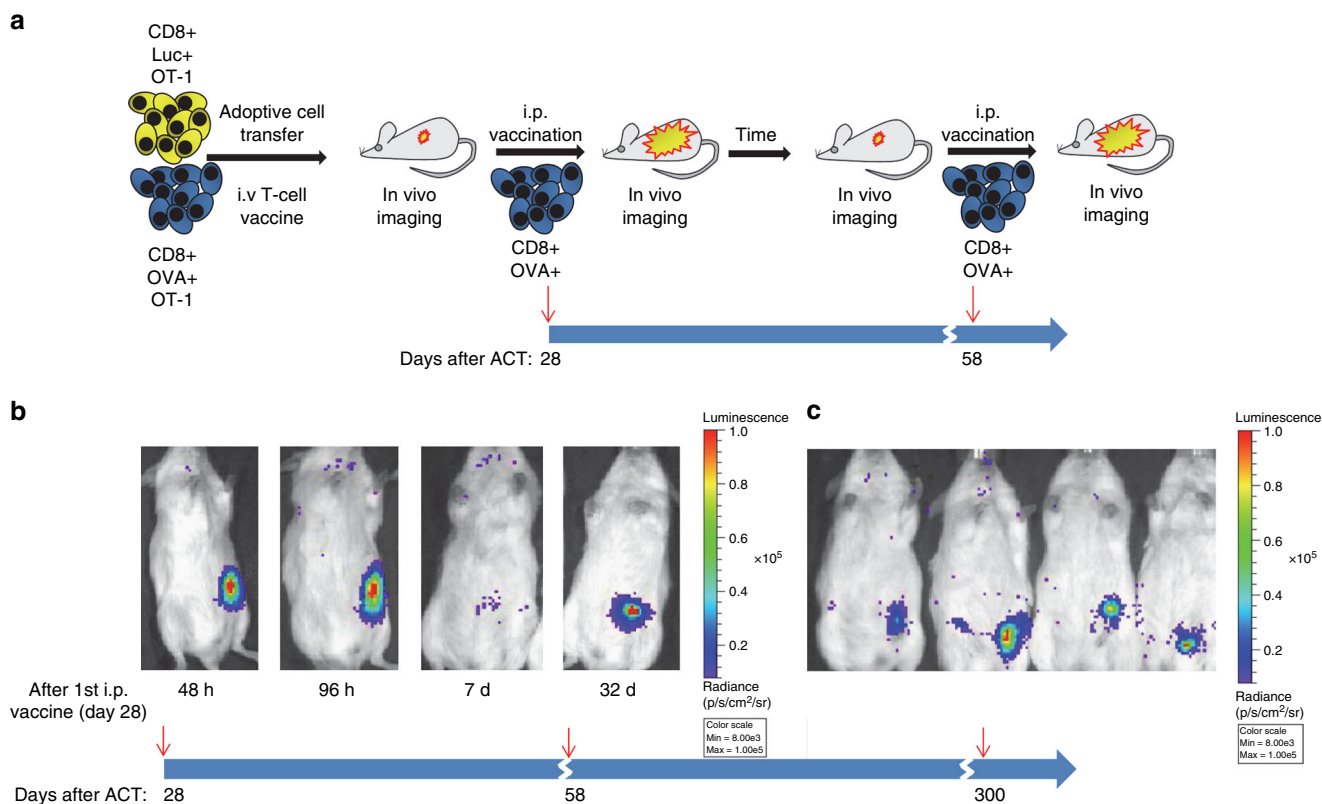 a
CD8+
Luc+
OT-1
Adoptive cell
transfer
i.v T-cell
vaccine
CD8+
OVA+
OT-1
In vivo
imaging
i.p.
vaccination
CD8+
OVA+
In vivo
imaging
Time
In vivo
imaging
i.p.
vaccination
CD8+
OVA+
In vivo
imaging
Days after ACT: 28
58
b
Luminescence
1.0
0.8
0.6
×10⁵
0.4
0.2
Radiance
(p/s/cm²/sr)
Color scale
Min = 8.00e3
Max = 1.00e5
After 1st i.p.
vaccine (day 28)
48 h
96 h
7 d
32 d
c
Luminescence
1.0
0.8
0.6
×10⁵
0.4
0.2
Radiance
(p/s/cm²/sr)
Color scale
Min = 8.00e3
Max = 1.00e5
Days after ACT: 28
58
300